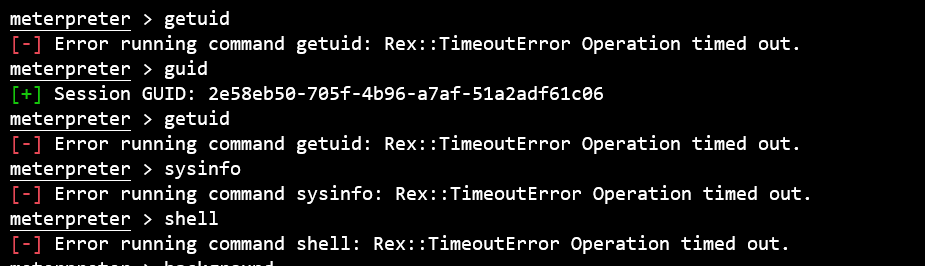 meterpreter > getuid
[-] Error running command getuid: Rex::TimeoutError Operation timed out.
meterpreter > guid
[+] Session GUID: 2e58eb50-705f-4b96-a7af-51a2adf61c06
meterpreter > getuid
[-] Error running command getuid: Rex::TimeoutError Operation timed out.
meterpreter > sysinfo
[-] Error running command sysinfo: Rex::TimeoutError Operation timed out.
meterpreter > shell
[-] Error running command shell: Rex::TimeoutError Operation timed out.
meterpreter > background